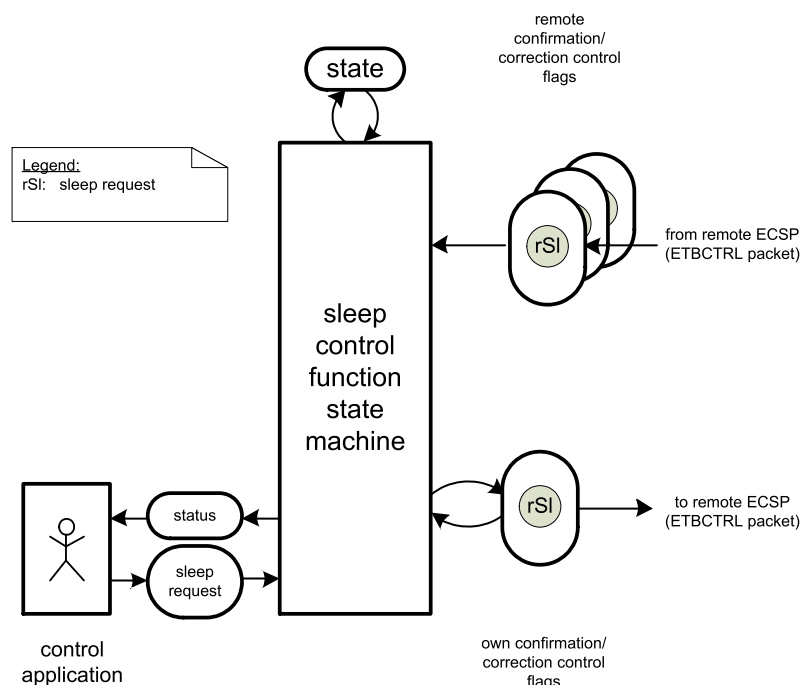 remote
confirmation/
correction control
flags
state
Legend:
rSl: sleep request
rSl
from remote ECSP
(ETBCTRL packet)
sleep
control
function
state
machine
rSl
to remote ECSP
(ETBCTRL packet)
status
sleep
request
control
application
own confirmation/
correction control
flags